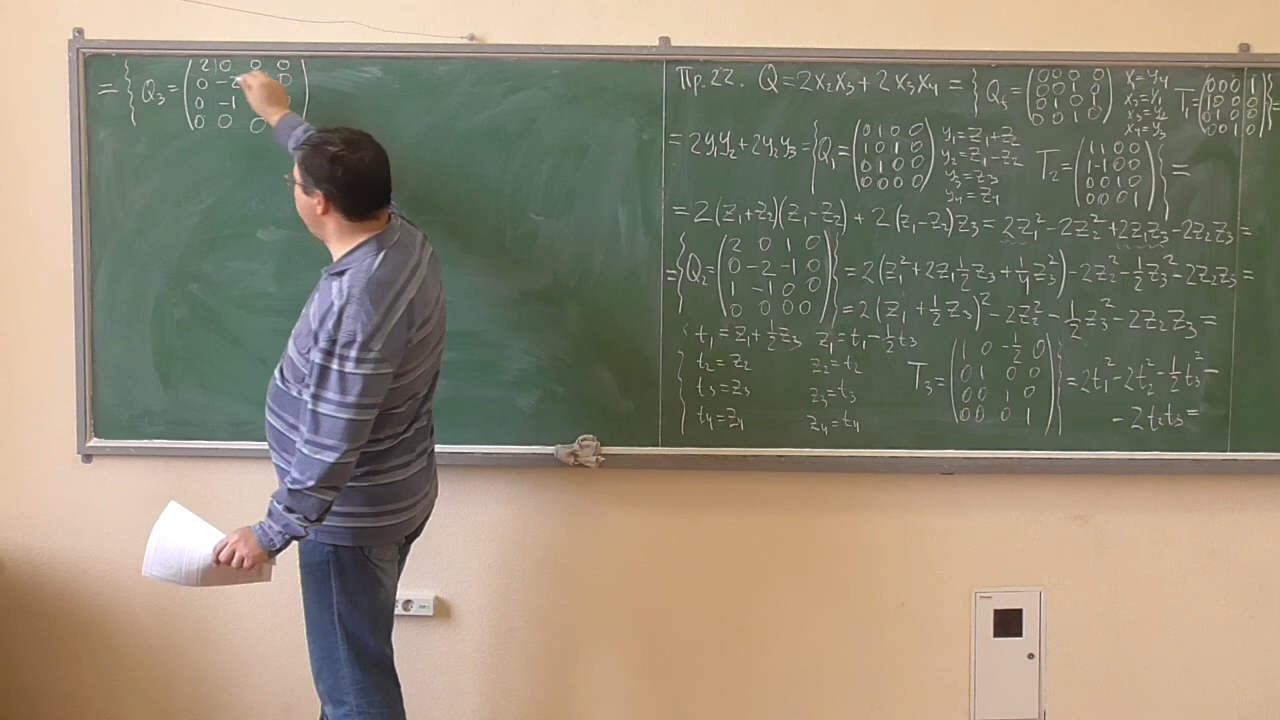 = { Q₃ = ( 2 0 0 0
0 -2 0
0 -1
0 0 0 )
Пр. 22. Q = 2x₂x₃ + 2x₃x₄ = { Q₅ = ( 0 0 0 0 ; 0 0 1 0 ; 0 1 0 1 ; 0 0 1 0 ) x₁=y₄ x₂=y₁ x₃=y₂ x₄=y₃ T₁ = ( 0 0 0 1 ; 1 0 0 0 ; 0 1 0 0 ; 0 0 1 0 ) } =
= 2y₁y₂ + 2y₂y₃ = { Q₁ = ( 0 1 0 0 ; 1 0 1 0 ; 0 1 0 0 ; 0 0 0 0 ) y₁=z₁+z₂ y₂=z₁-z₂ y₃=z₃ y₄=z₄ T₂ = ( 1 1 0 0 ; 1 -1 0 0 ; 0 0 1 0 ; 0 0 0 1 ) } =
= 2(z₁+z₂)(z₁-z₂) + 2(z₁-z₂)z₃ = 2z₁² - 2z₂² + 2z₁z₃ - 2z₂z₃ =
= { Q₂ = ( 2 0 1 0 ; 0 -2 -1 0 ; 1 -1 0 0 ; 0 0 0 0 ) } = 2(z₁² + 2z₁½z₃ + ¼z₃²) - 2z₂² - ½z₃² - 2z₂z₃ =
= 2(z₁ + ½z₃)² - 2z₂² - ½z₃² - 2z₂z₃ =
{ t₁ = z₁ + ½z₃ z₁ = t₁ - ½t₃
t₂ = z₂ z₂ = t₂
t₃ = z₃ z₃ = t₃
t₄ = z₄ z₄ = t₄
T₃ = ( 1 0 -½ 0 ; 0 1 0 0 ; 0 0 1 0 ; 0 0 0 1 ) } = 2t₁² - 2t₂² - ½t₃² -
- 2t₂t₃ =